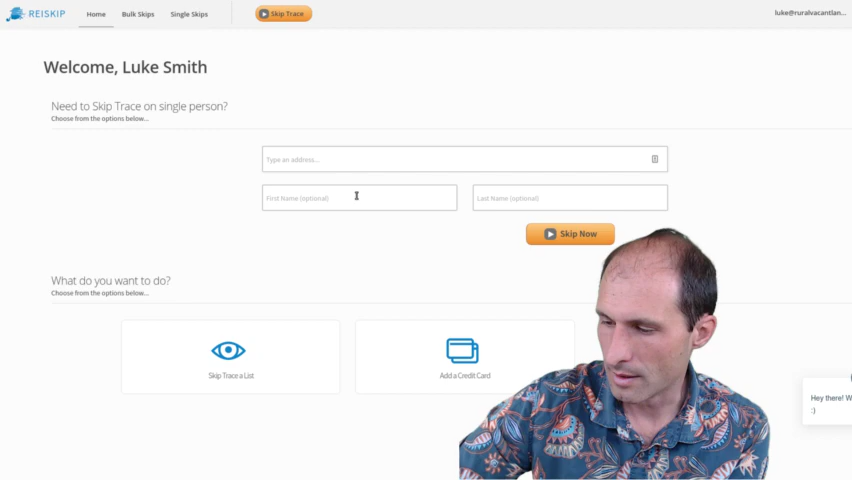 REISKIP
Home
Bulk Skips
Single Skips
Skip Trace
luke@ruralvacantlan...
Welcome, Luke Smith
Need to Skip Trace on single person?
Choose from the options below...
Type an address...
First Name (optional)
Last Name (optional)
Skip Now
What do you want to do?
Choose from the options below...
Skip Trace a List
Add a Credit Card
Hey there! W
:)